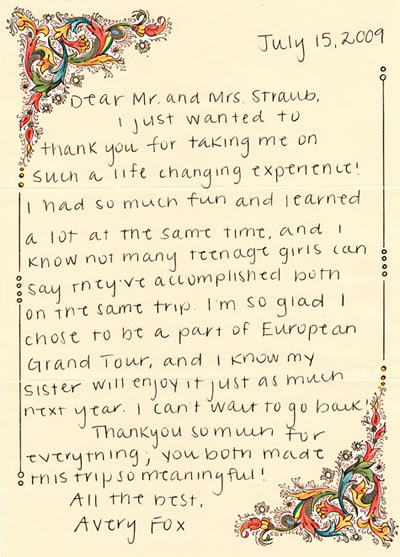 July 15, 2009
Dear Mr. and Mrs. Straub,
I just wanted to
thank you for taking me on
such a life changing experience!
I had so much fun and learned
a lot at the same time, and I
know not many teenage girls can
say they've accomplished both
on the same trip. I'm so glad I
chose to be a part of European
Grand Tour, and I know my
sister will enjoy it just as much
next year. I can't wait to go back!
Thankyou so much for
everything; you both made
this trip so meaningful!
All the best,
Avery Fox